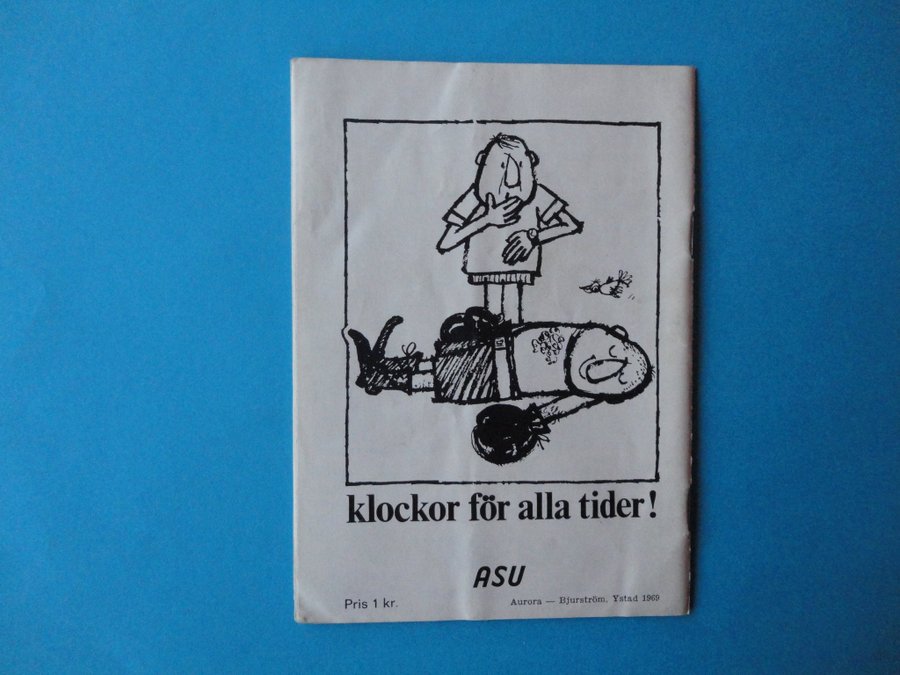 klockor för alla tider!
ASU
Pris 1 kr.
Aurora — Bjurström, Ystad 1969